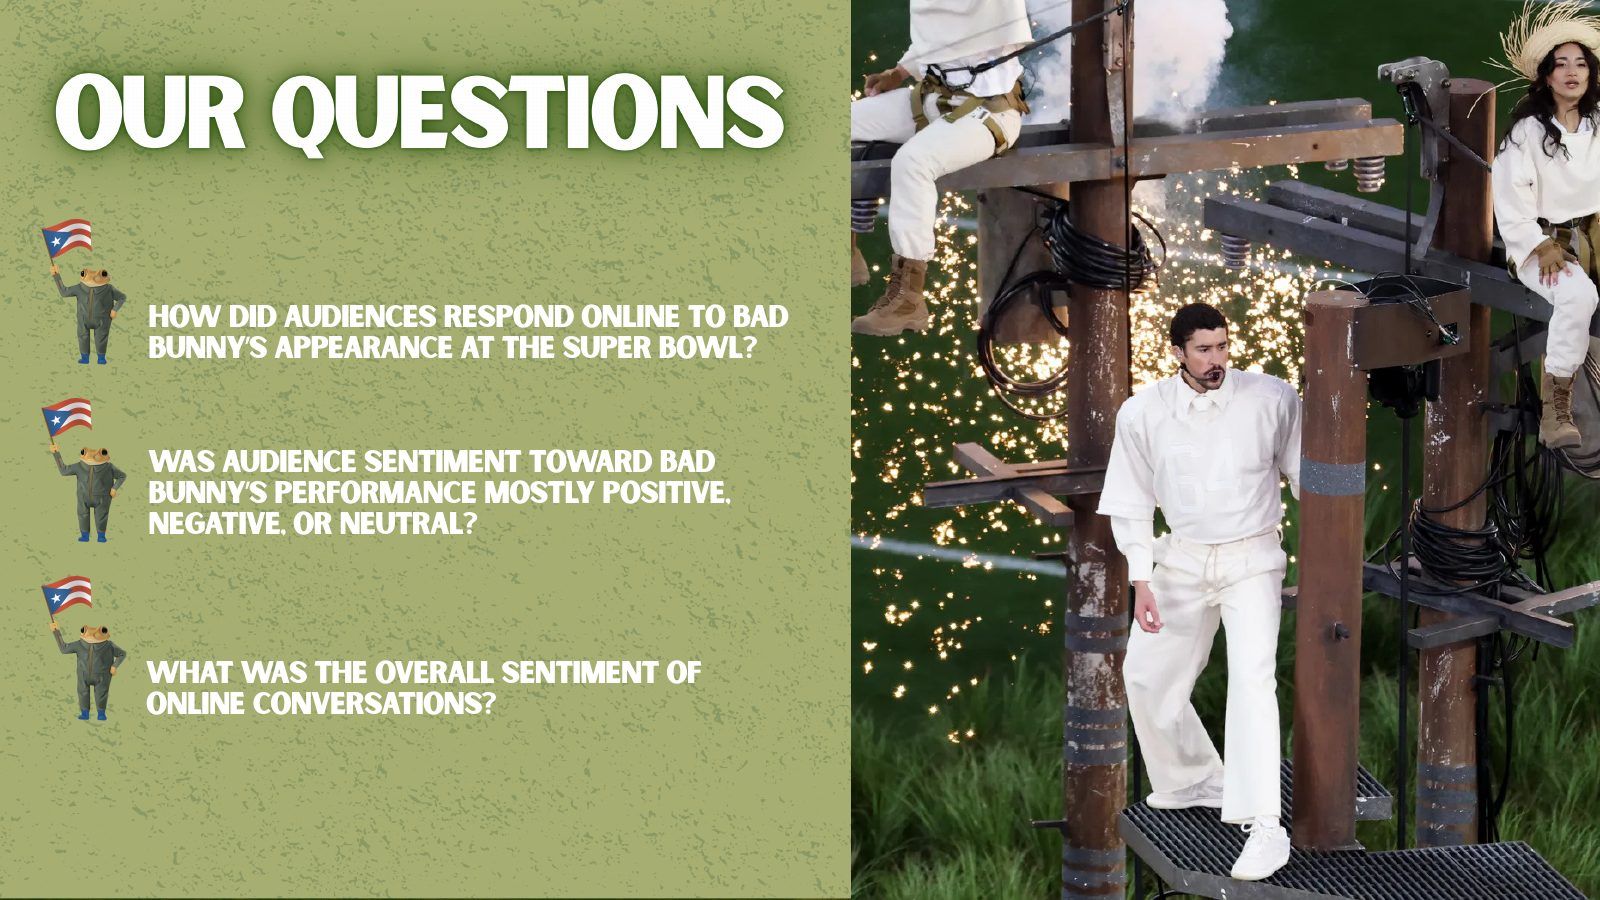 OUR QUESTIONS
HOW DID AUDIENCES RESPOND ONLINE TO BAD
BUNNY'S APPEARANCE AT THE SUPER BOWL?
WAS AUDIENCE SENTIMENT TOWARD BAD
BUNNY'S PERFORMANCE MOSTLY POSITIVE,
NEGATIVE, OR NEUTRAL?
WHAT WAS THE OVERALL SENTIMENT OF
ONLINE CONVERSATIONS?
64